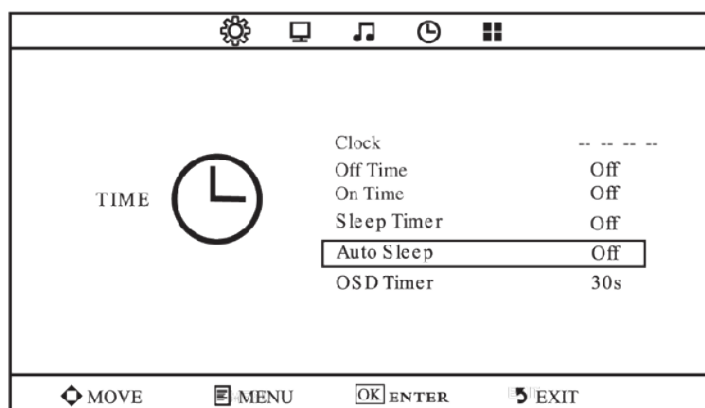 TIME
Clock -- -- -- --
Off Time Off
On Time Off
Sleep Timer Off
Auto Sleep Off
OSD Timer 30s
MOVE MENU OK ENTER EXIT